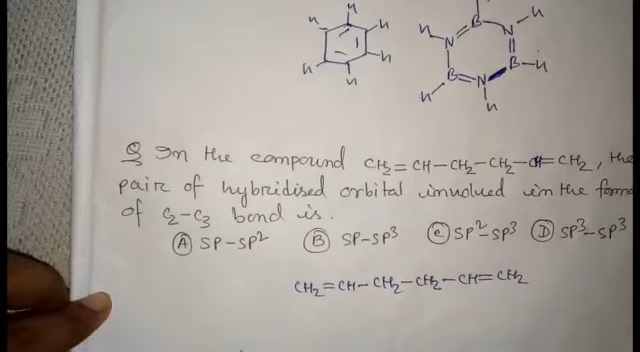 H H H H H H
B N B N B N H H H H
Q In the compound CH2=CH-CH2-CH2-CH=CH2, the
pair of hybridised orbital involved in the
of C2-C3 bond is.
(A) SP-SP² (B) SP-SP³ (C) SP²-SP³ (D) SP³-SP³
CH2=CH-CH2-CH2-CH=CH2